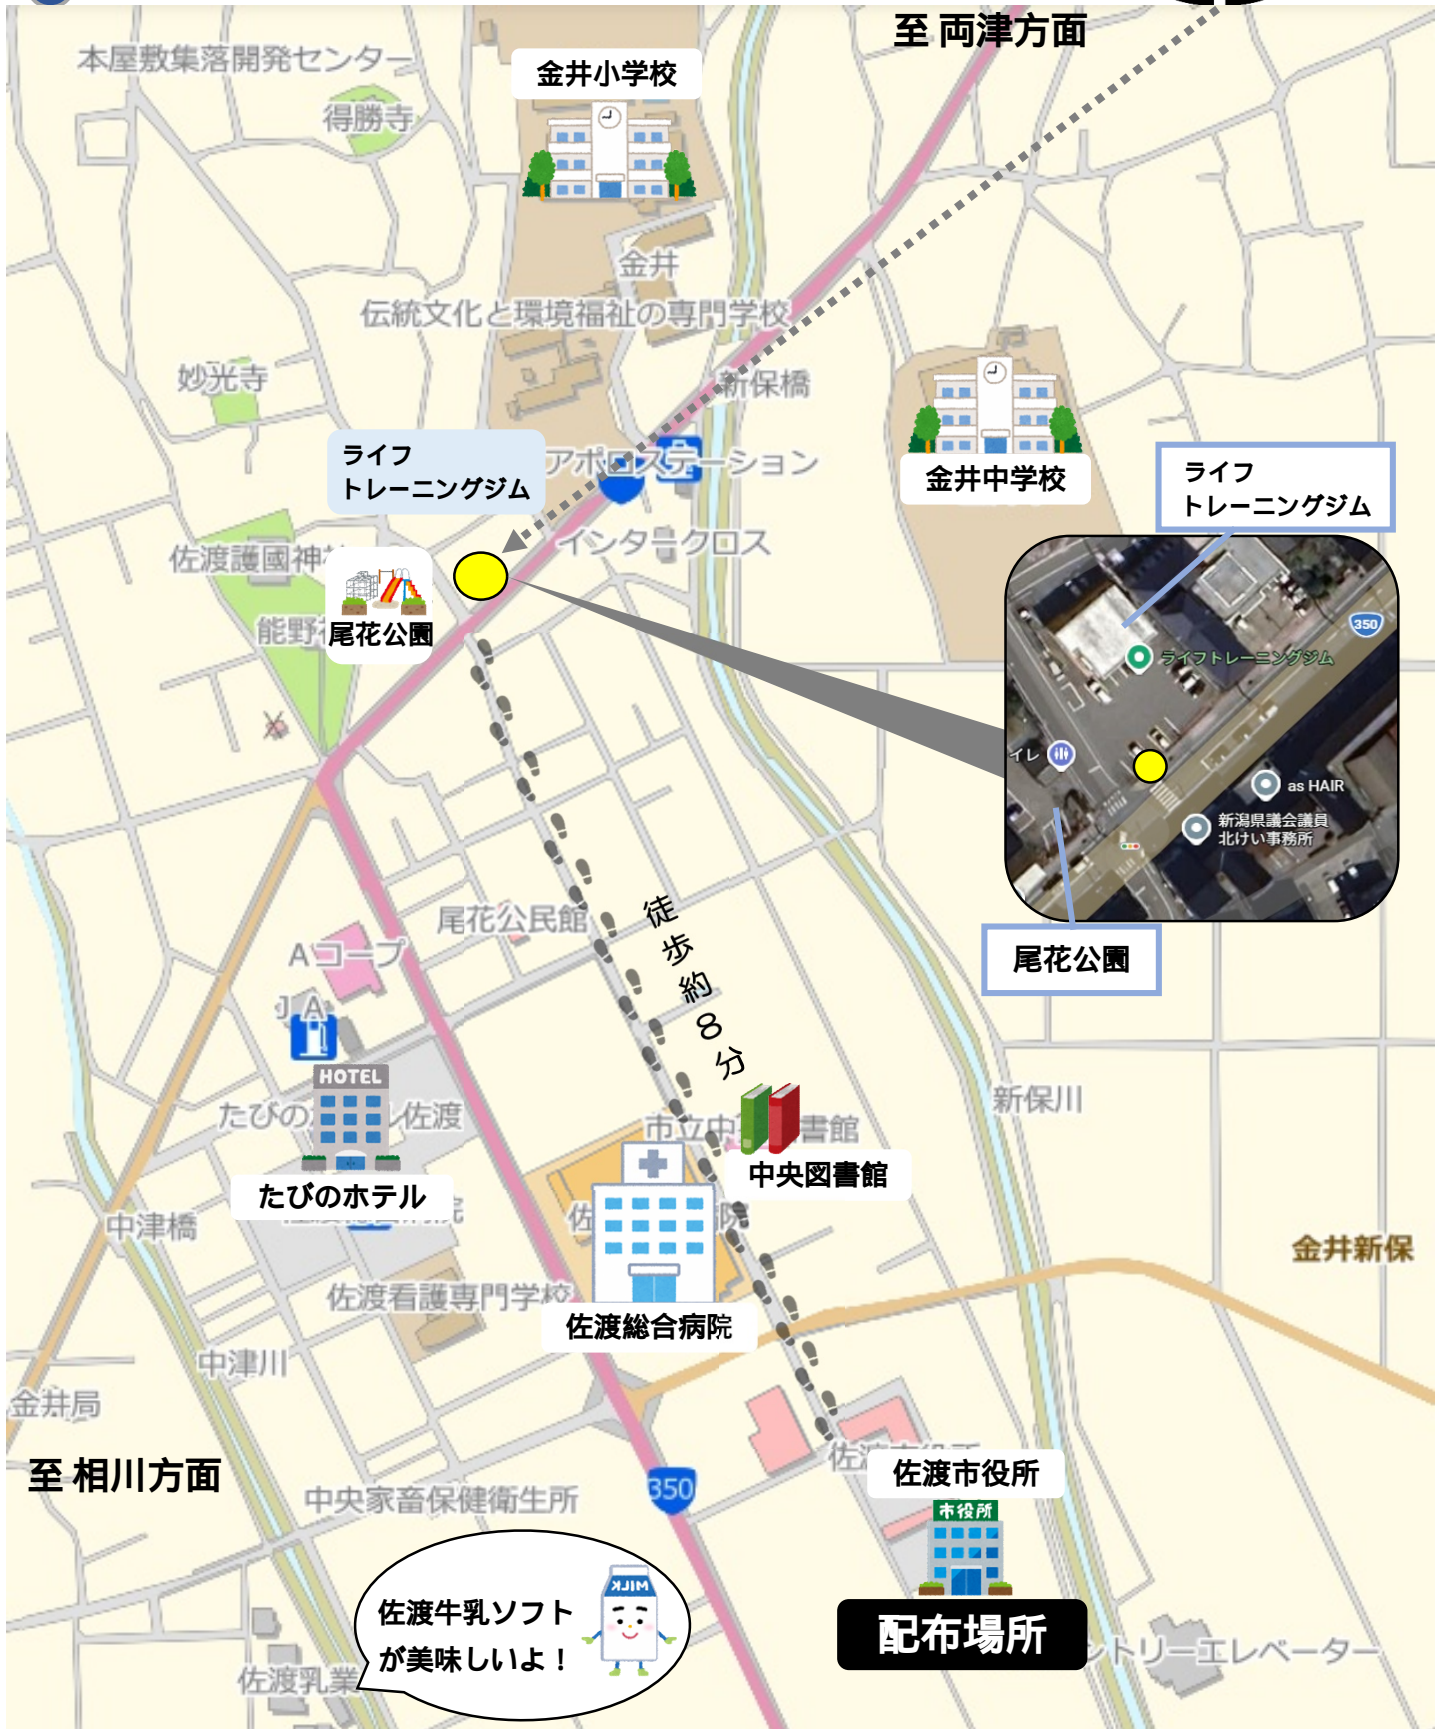 至 両津方面
本屋敷集落開発センター
金井小学校
得勝寺
金井
伝統文化と環境福祉の専門学校
妙光寺
新保橋
ライフ
トレーニングジム
アポロステーション
金井中学校
ライフ
トレーニングジム
インタークロス
佐渡護國神
尾花公園
350
ライフトレーニングジム
イレ
as HAIR
新潟県議会議員
北けい事務所
尾花公民館
Aコープ
徒歩約8分
尾花公園
JA
HOTEL
たびの
ル佐渡
新保川
市立中
書館
中央図書館
たびのホテル
中津橋
佐
院
金井新保
佐渡看護専門学校
佐渡総合病院
中津川
金井局
至 相川方面
佐渡市役所
中央家畜保健衛生所
350
市役所
MILK
佐渡牛乳ソフト
が美味しいよ！
配布場所
ントリーエレベーター
佐渡乳業